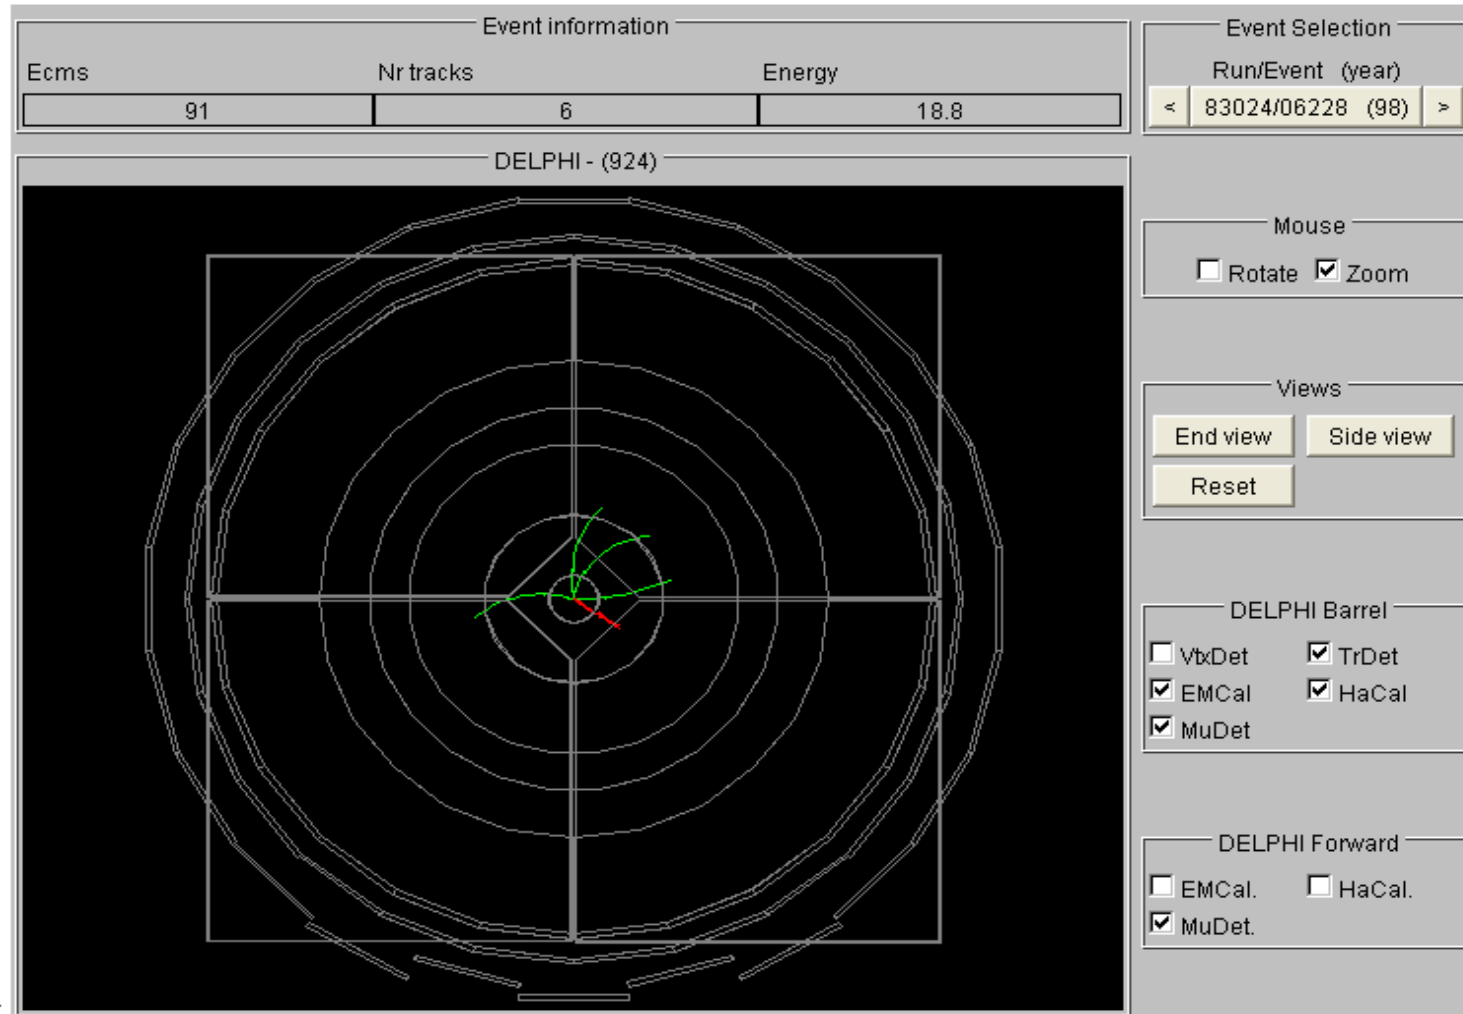 Event information
Ecms Nr tracks Energy
91 6 18.8
DELPHI - (924)
Event Selection
Run/Event (year)
< 83024/06228 (98) >
Mouse
Rotate Zoom
Views
End view Side view
Reset
DELPHI Barrel
VtxDet TrDet
EMCal HaCal
MuDet
DELPHI Forward
EMCal. HaCal.
MuDet.